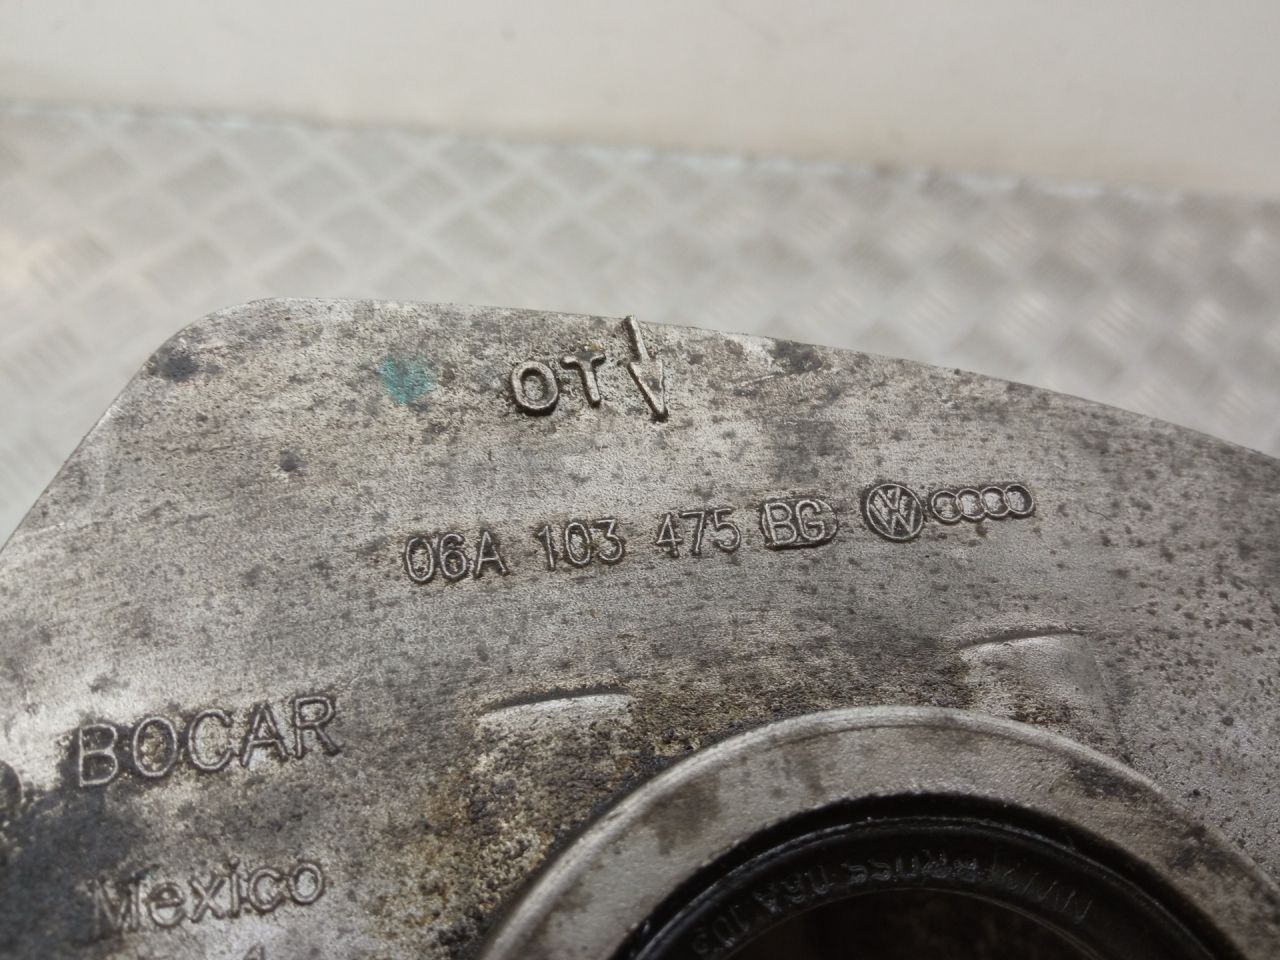 OT
06A 103 475 BG
BOCAR
Mexico